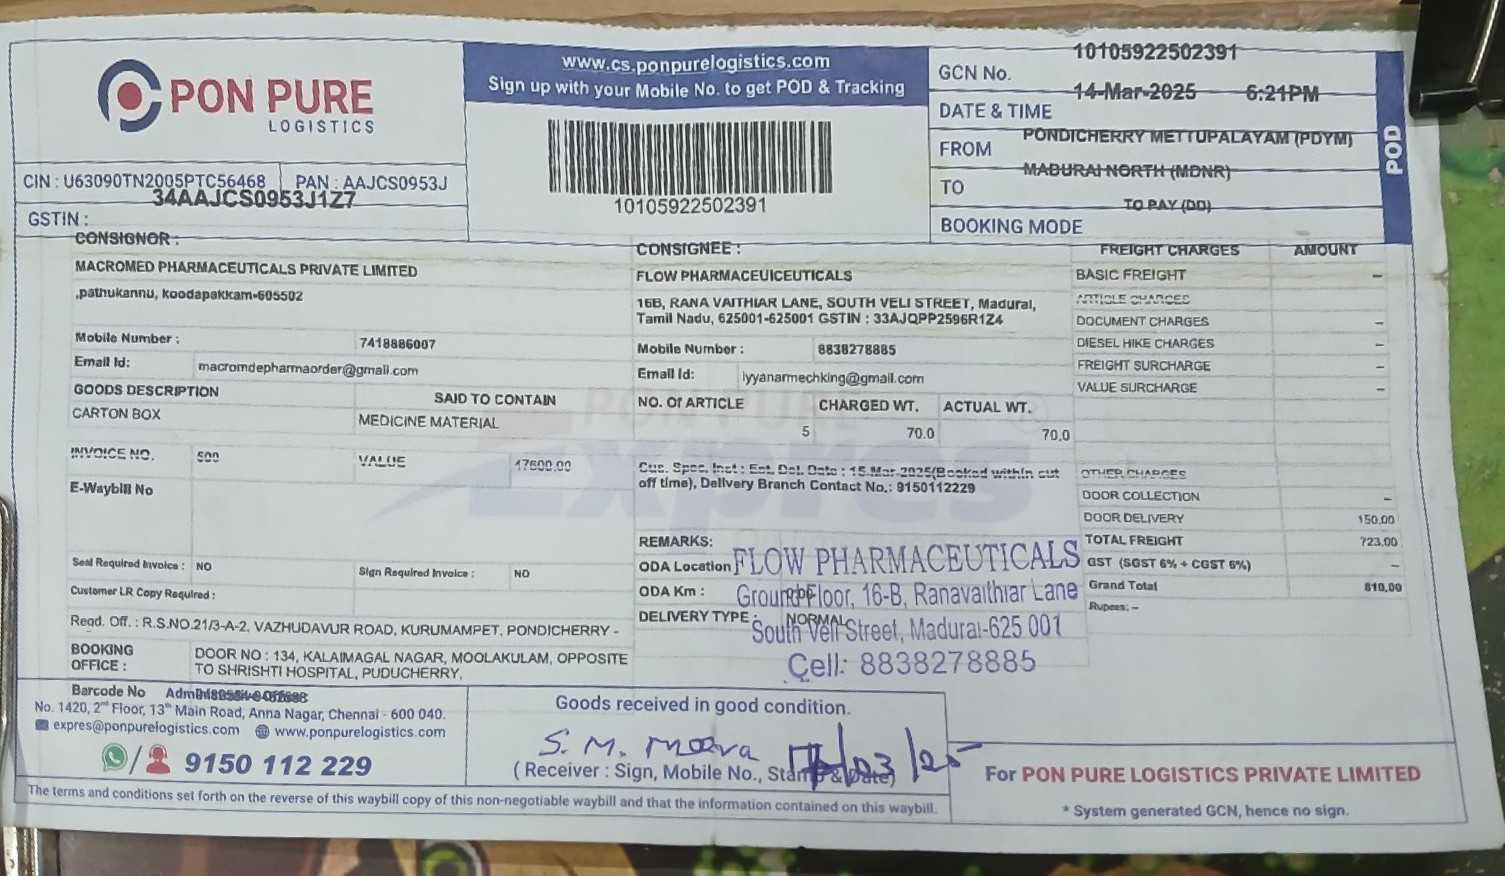 PON PURE
LOGISTICS
www.cs.ponpurelogistics.com
Sign up with your Mobile No. to get POD & Tracking
10105922502391
GCN No. 10105922502391
DATE & TIME 14-Mar-2025 6:21PM
FROM PONDICHERRY METTUPALAYAM (PDYM)
TO MADURAI NORTH (MDNR)
BOOKING MODE TO PAY (DD)
POD
CIN : U63090TN2005PTC56468 PAN : AAJCS0953J
GSTIN : 34AAJCS0953J1Z7
CONSIGNOR :
MACROMED PHARMACEUTICALS PRIVATE LIMITED
,pathukannu, koodapakkam-605502
Mobile Number : 7418886007
Email Id: macromdepharmaorder@gmail.com
GOODS DESCRIPTION SAID TO CONTAIN
CARTON BOX MEDICINE MATERIAL
INVOICE NO. 500 VALUE 17600.00
E-Waybill No
Seal Required Invoice : NO Sign Required Invoice : NO
Customer LR Copy Required :
CONSIGNEE :
FLOW PHARMACEUICEUTICALS
16B, RANA VAITHIAR LANE, SOUTH VELI STREET, Madurai,
Tamil Nadu, 625001-625001 GSTIN : 33AJQPP2596R1Z4
Mobile Number : 8838278885
Email Id: iyyanarmechking@gmail.com
NO. Of ARTICLE CHARGED WT. ACTUAL WT.
5 70.0 70.0
Cus. Spec. Inst : Est. Del. Date : 15-Mar-2025(Booked within cut
off time), Delivery Branch Contact No.: 9150112229
REMARKS:
ODA Location
ODA Km :
DELIVERY TYPE : NORMAL
FLOW PHARMACEUTICALS
Ground Floor, 16-B, Ranavaithiar Lane
South Veli Street, Madurai-625 001
Cell: 8838278885
FREIGHT CHARGES AMOUNT
BASIC FREIGHT –
ARTICLE CHARGES
DOCUMENT CHARGES –
DIESEL HIKE CHARGES –
FREIGHT SURCHARGE –
VALUE SURCHARGE –
OTHER CHARGES
DOOR COLLECTION –
DOOR DELIVERY 150.00
TOTAL FREIGHT 723.00
GST (SGST 6% + CGST 6%) –
Grand Total 810.00
Rupees: –
Regd. Off. : R.S.NO.21/3-A-2, VAZHUDAVUR ROAD, KURUMAMPET, PONDICHERRY -
BOOKING OFFICE : DOOR NO : 134, KALAIMAGAL NAGAR, MOOLAKULAM, OPPOSITE
TO SHRISHTI HOSPITAL, PUDUCHERRY,
Barcode No
No. 1420, 2nd Floor, 13th Main Road, Anna Nagar, Chennai - 600 040.
expres@ponpurelogistics.com www.ponpurelogistics.com
9150 112 229
Goods received in good condition.
S. M. 17/03/25
( Receiver : Sign, Mobile No., Stamp & Date)
The terms and conditions set forth on the reverse of this waybill copy of this non-negotiable waybill and that the information contained on this waybill.
For PON PURE LOGISTICS PRIVATE LIMITED
* System generated GCN, hence no sign.